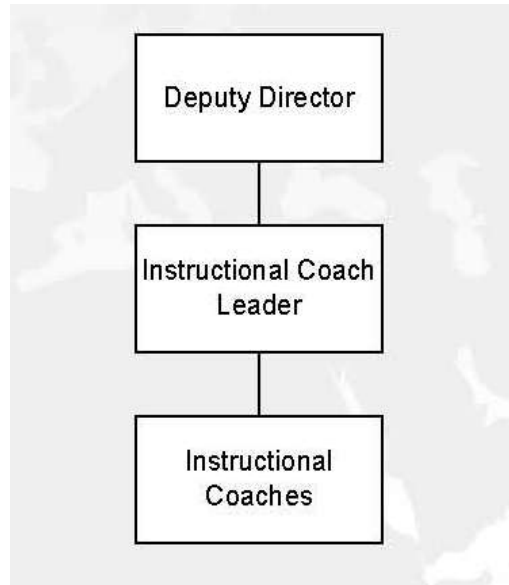 Deputy Director
Instructional Coach
Leader
Instructional
Coaches